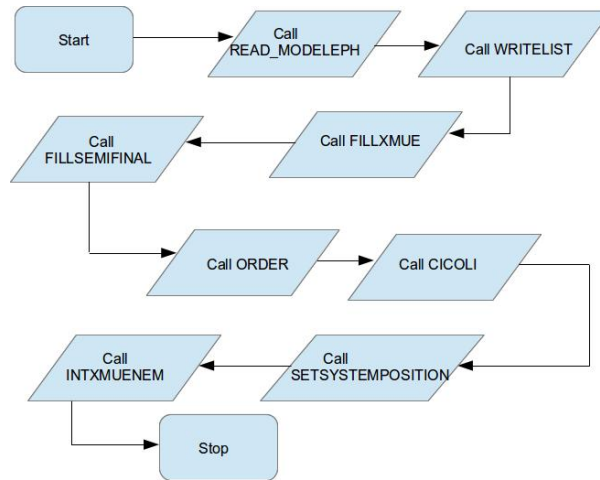 Start
Call
READ_MODELEPH
Call WRITELIST
Call FILLXMUE
Call
FILLSEMIFINAL
Call ORDER
Call CICOLI
Call
SETSYSTEMPOSITION
Call
INTXMUENEM
Stop